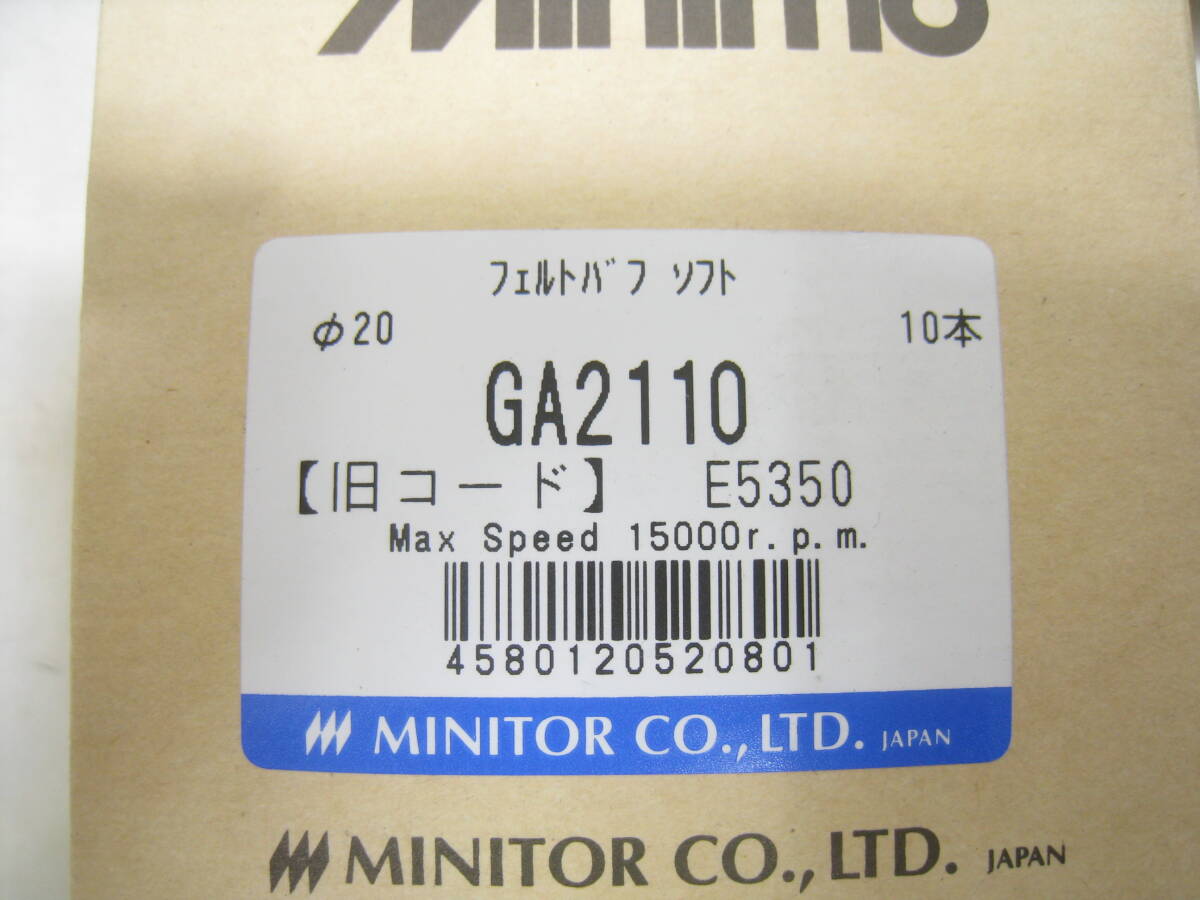 Minimo
ﾌｪﾙﾄﾊﾞﾌ ｿﾌﾄ
φ20 10本
GA2110
【旧コード】 E5350
Max Speed 15000r.p.m.
4580120520801
MINITOR CO.,LTD. JAPAN
MINITOR CO.,LTD. JAPAN